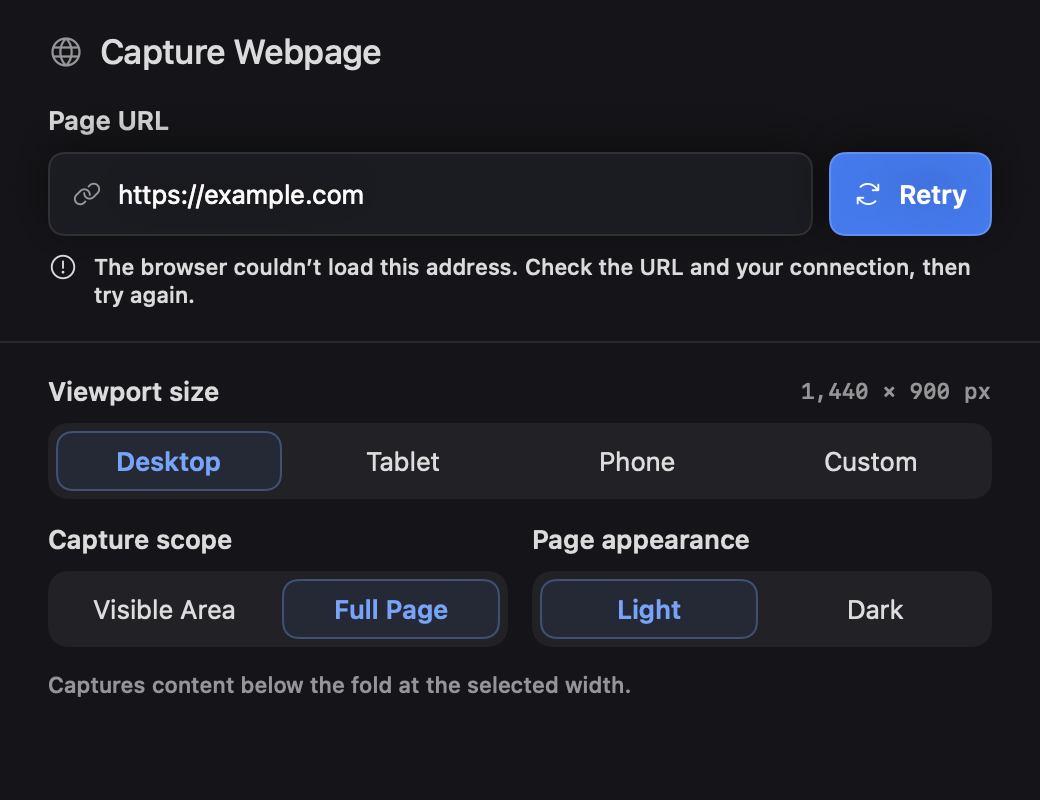 Capture Webpage
Page URL
https://example.com
Retry
The browser couldn’t load this address. Check the URL and your connection, then
try again.
Viewport size
1,440 × 900 px
Desktop
Tablet
Phone
Custom
Capture scope
Page appearance
Visible Area
Full Page
Light
Dark
Captures content below the fold at the selected width.